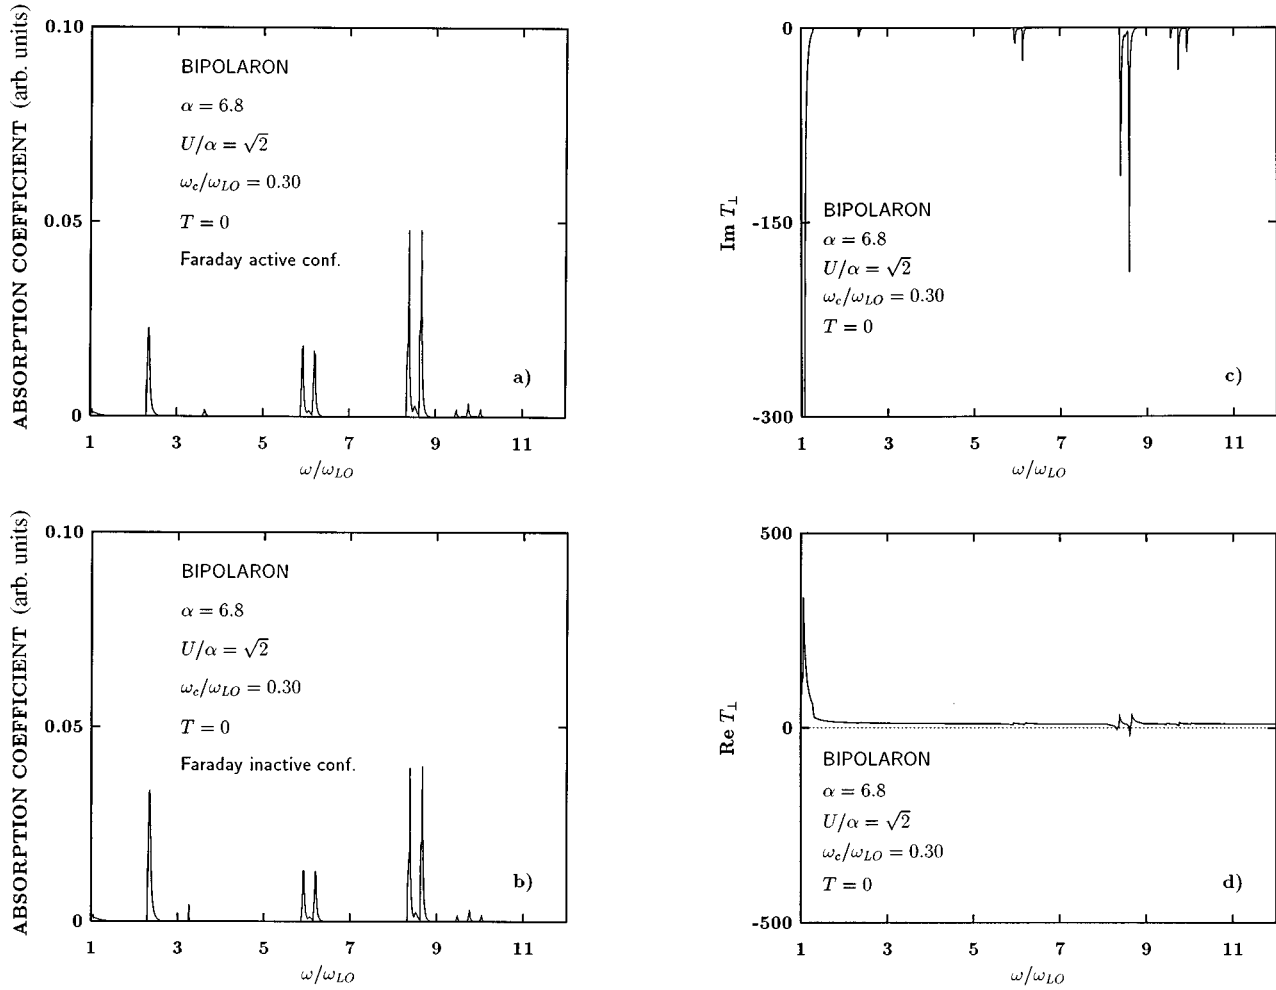 ABSORPTION COEFFICIENT (arb. units)
0.10
0.05
0
BIPOLARON
α = 6.8
U/α = √2
ω_c/ω_LO = 0.30
T = 0
Faraday active conf.
a)
1 3 5 7 9 11
ω/ω_LO
Im T_⊥
0
-150
-300
BIPOLARON
α = 6.8
U/α = √2
ω_c/ω_LO = 0.30
T = 0
c)
1 3 5 7 9 11
ω/ω_LO
ABSORPTION COEFFICIENT (arb. units)
0.10
0.05
0
BIPOLARON
α = 6.8
U/α = √2
ω_c/ω_LO = 0.30
T = 0
Faraday inactive conf.
b)
1 3 5 7 9 11
ω/ω_LO
Re T_⊥
500
0
-500
BIPOLARON
α = 6.8
U/α = √2
ω_c/ω_LO = 0.30
T = 0
d)
1 3 5 7 9 11
ω/ω_LO